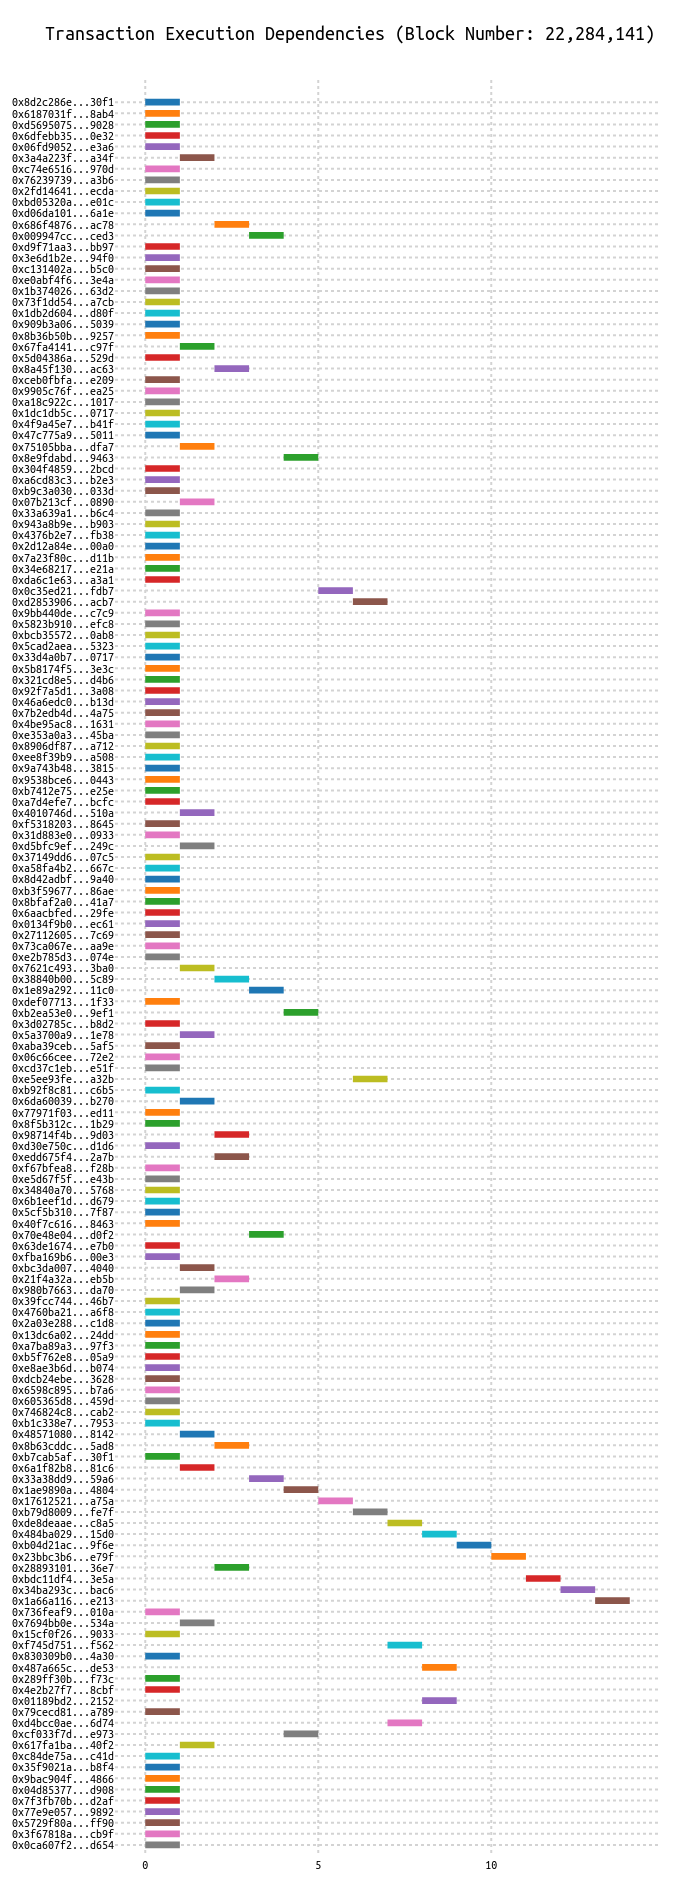 Transaction Execution Dependencies (Block Number: 22,284,141)
0x8d2c286e...30f1
0x6187031f...8ab4
0xd5695075...9028
0x6dfebb35...0e32
0x06fd9052...e3a6
0x3a4a223f...a34f
0xc74e6516...970d
0x76239739...a3b6
0x2fd14641...ecda
0xbd05320a...e01c
0xd06da101...6a1e
0x686f4876...ac78
0x009947cc...ced3
0xd9f71aa3...bb97
0x3e6d1b2e...94f0
0xc131402a...b5c0
0xe0abf4f6...3e4a
0x1b374026...63d2
0x73f1dd54...a7cb
0x1db2d604...d80f
0x909b3a06...5039
0x8b36b50b...9257
0x67fa4141...c97f
0x5d04386a...529d
0x8a45f130...ac63
0xceb0fbfa...e209
0x9905c76f...ea25
0xa18c922c...1017
0x1dc1db5c...0717
0x4f9a45e7...b41f
0x47c775a9...5011
0x75105bba...dfa7
0x8e9fdabd...9463
0x304f4859...2bcd
0xa6cd83c3...b2e3
0xb9c3a030...033d
0x07b213cf...0890
0x33a639a1...b6c4
0x943a8b9e...b903
0x4376b2e7...fb38
0x2d12a84e...00a0
0x7a23f80c...d11b
0x34e68217...e21a
0xda6c1e63...a3a1
0x0c35ed21...fdb7
0xd2853906...acb7
0x9bb440de...c7c9
0x5823b910...efc8
0xbcb35572...0ab8
0x5cad2aea...5323
0x33d4a0b7...0717
0x5b8174f5...3e3c
0x321cd8e5...d4b6
0x92f7a5d1...3a08
0x46a6edc0...b13d
0x7b2edb4d...4a75
0x4be95ac8...1631
0xe353a0a3...45ba
0x8906df87...a712
0xee8f39b9...a508
0x9a743b48...3815
0x9538bce6...0443
0xb7412e75...e25e
0xa7d4efe7...bcfc
0x4010746d...510a
0xf5318203...8645
0x31d883e0...0933
0xd5bfc9ef...249c
0x37149dd6...07c5
0xa58fa4b2...667c
0x8d42adbf...9a40
0xb3f59677...86ae
0x8bfaf2a0...41a7
0x6aacbfed...29fe
0x0134f9b0...ec61
0x27112605...7c69
0x73ca067e...aa9e
0xe2b785d3...074e
0x7621c493...3ba0
0x38840b00...5c89
0x1e89a292...11c0
0xdef07713...1f33
0xb2ea53e0...9ef1
0x3d02785c...b8d2
0x5a3700a9...1e78
0xaba39ceb...5af5
0x06c66cee...72e2
0xcd37c1eb...e51f
0xe5ee93fe...a32b
0xb92f8c81...c6b5
0x6da60039...b270
0x77971f03...ed11
0x8f5b312c...1b29
0x98714f4b...9d03
0xd30e750c...d1d6
0xedd675f4...2a7b
0xf67bfea8...f28b
0xe5d67f5f...e43b
0x34840a70...5768
0x6b1eef1d...d679
0x5cf5b310...7f87
0x40f7c616...8463
0x70e48e04...d0f2
0x63de1674...e7b0
0xfba169b6...00e3
0xbc3da007...4040
0x21f4a32a...eb5b
0x980b7663...da70
0x39fcc744...46b7
0x4760ba21...a6f8
0x2a03e288...c1d8
0x13dc6a02...24dd
0xa7ba89a3...97f3
0xb5f762e8...05a9
0xe8ae3b6d...b074
0xdcb24ebe...3628
0x6598c895...b7a6
0x605365d8...459d
0x746824c8...cab2
0xb1c338e7...7953
0x48571080...8142
0x8b63cddc...5ad8
0xb7cab5af...30f1
0x6a1f82b8...81c6
0x33a38dd9...59a6
0x1ae9890a...4804
0x17612521...a75a
0xb79d8009...fe7f
0xde8deaae...c8a5
0x484ba029...15d0
0xb04d21ac...9f6e
0x23bbc3b6...e79f
0x28893101...36e7
0xbdc11df4...3e5a
0x34ba293c...bac6
0x1a66a116...e213
0x736feaf9...010a
0x7694bb0e...534a
0x15cf0f26...9033
0xf745d751...f562
0x830309b0...4a30
0x487a665c...de53
0x289ff30b...f73c
0x4e2b27f7...8cbf
0x01189bd2...2152
0x79cecd81...a789
0xd4bcc0ae...6d74
0xcf033f7d...e973
0x617fa1ba...40f2
0xc84de75a...c41d
0x35f9021a...b8f4
0x9bac904f...4866
0x04d85377...d908
0x7f3fb70b...d2af
0x77e9e057...9892
0x5729f80a...ff90
0x3f67818a...cb9f
0x0ca607f2...d654
0 5 10